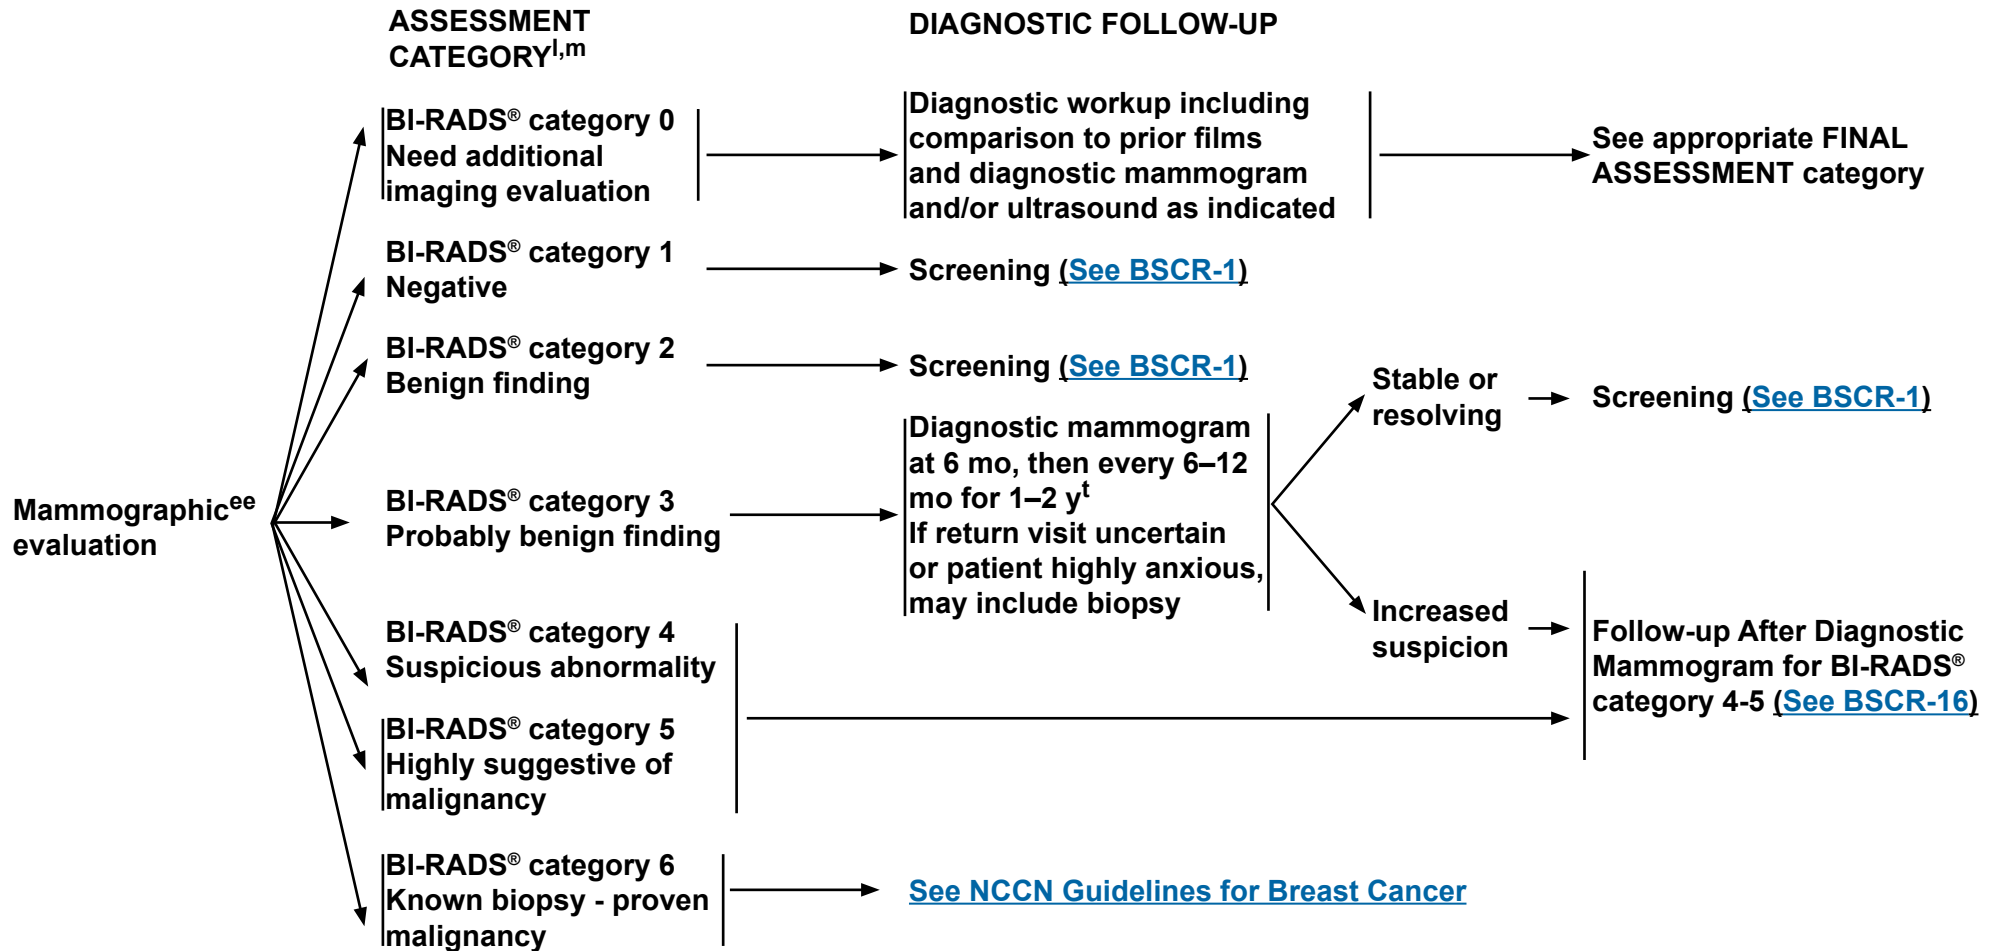 ASSESSMENT
CATEGORYl,m
DIAGNOSTIC FOLLOW-UP
Mammographicee
evaluation
BI-RADS® category 0
Need additional
imaging evaluation
Diagnostic workup including
comparison to prior films
and diagnostic mammogram
and/or ultrasound as indicated
See appropriate FINAL
ASSESSMENT category
BI-RADS® category 1
Negative
Screening (See BSCR-1)
BI-RADS® category 2
Benign finding
Screening (See BSCR-1)
BI-RADS® category 3
Probably benign finding
Diagnostic mammogram
at 6 mo, then every 6–12
mo for 1–2 yt
If return visit uncertain
or patient highly anxious,
may include biopsy
Stable or
resolving
Screening (See BSCR-1)
Increased
suspicion
Follow-up After Diagnostic
Mammogram for BI-RADS®
category 4-5 (See BSCR-16)
BI-RADS® category 4
Suspicious abnormality
BI-RADS® category 5
Highly suggestive of
malignancy
BI-RADS® category 6
Known biopsy - proven
malignancy
See NCCN Guidelines for Breast Cancer